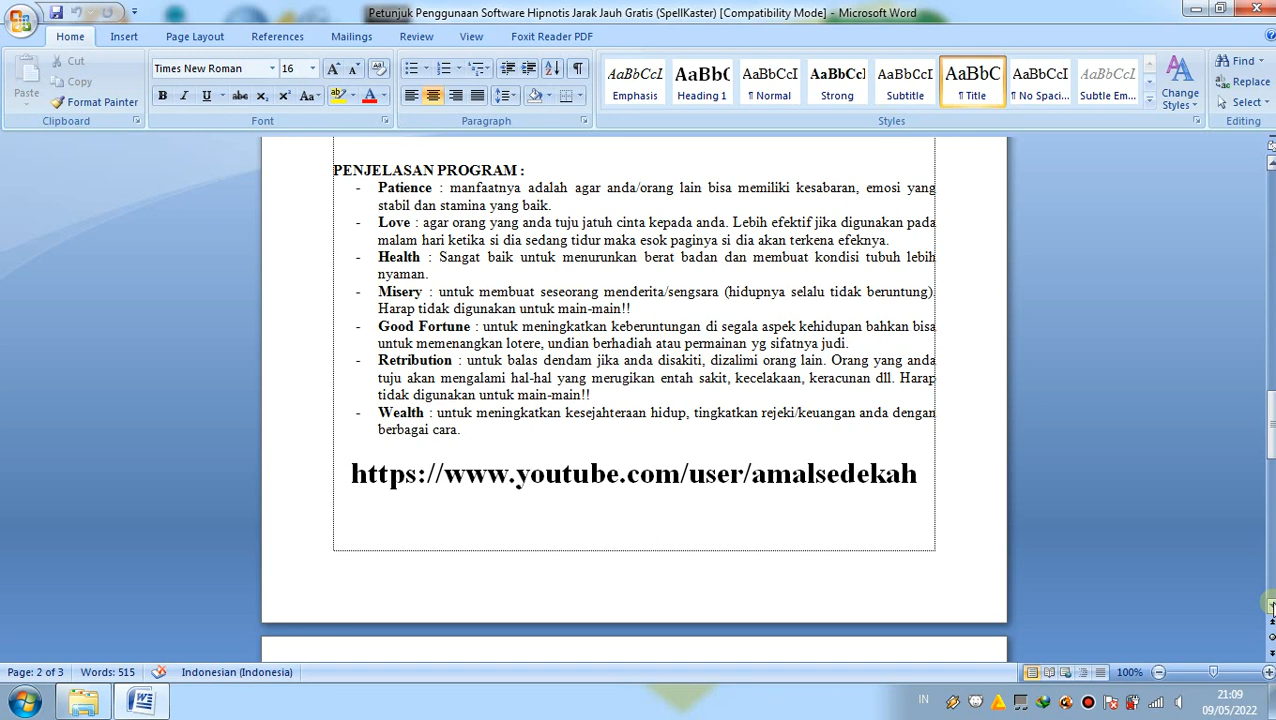 Petunjuk Penggunaan Software Hipnotis Jarak Jauh Gratis (SpellKaster) [Compatibility Mode] - Microsoft Word
Home Insert Page Layout References Mailings Review View Foxit Reader PDF
Cut
Copy
Paste
Format Painter
Clipboard
Times New Roman 16
Font
Paragraph
AaBbCcI AaBbCc AaBbCcI AaBbCcI AaBbCcI AaBbC AaBbCcI AaBbCcI
Emphasis Heading 1 ¶ Normal Strong Subtitle ¶ Title ¶ No Spaci... Subtle Em...
Styles
Change
Styles
Find
Replace
Select
Editing
PENJELASAN PROGRAM :
- Patience : manfaatnya adalah agar anda/orang lain bisa memiliki kesabaran, emosi yang
stabil dan stamina yang baik.
- Love : agar orang yang anda tuju jatuh cinta kepada anda. Lebih efektif jika digunakan pada
malam hari ketika si dia sedang tidur maka esok paginya si dia akan terkena efeknya.
- Health : Sangat baik untuk menurunkan berat badan dan membuat kondisi tubuh lebih
nyaman.
- Misery : untuk membuat seseorang menderita/sengsara (hidupnya selalu tidak beruntung)
Harap tidak digunakan untuk main-main!!
- Good Fortune : untuk meningkatkan keberuntungan di segala aspek kehidupan bahkan bisa
untuk memenangkan lotere, undian berhadiah atau permainan yg sifatnya judi.
- Retribution : untuk balas dendam jika anda disakiti, dizalimi orang lain. Orang yang anda
tuju akan mengalami hal-hal yang merugikan entah sakit, kecelakaan, keracunan dll. Harap
tidak digunakan untuk main-main!!
- Wealth : untuk meningkatkan kesejahteraan hidup, tingkatkan rejeki/keuangan anda dengan
berbagai cara.
https://www.youtube.com/user/amalsedekah
Page: 2 of 3 Words: 515 Indonesian (Indonesia) 100%
IN
21:09
09/05/2022